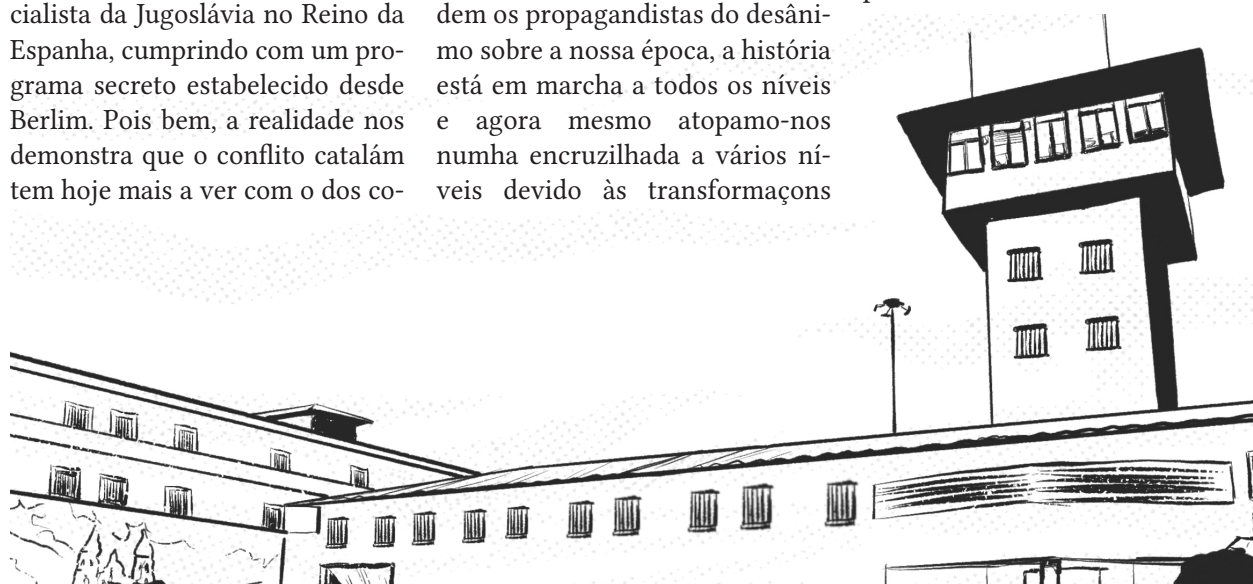 cialista da Jugoslávia no Reino da
Espanha, cumprindo com um pro-
grama secreto estabelecido desde
Berlim. Pois bem, a realidade nos
demonstra que o conflito catalám
tem hoje mais a ver com o dos co-
dem os propagandistas do desâni-
mo sobre a nossa época, a história
está em marcha a todos os níveis
e agora mesmo atopamo-nos
numha encruzilhada a vários ní-
veis devido às transformaçons